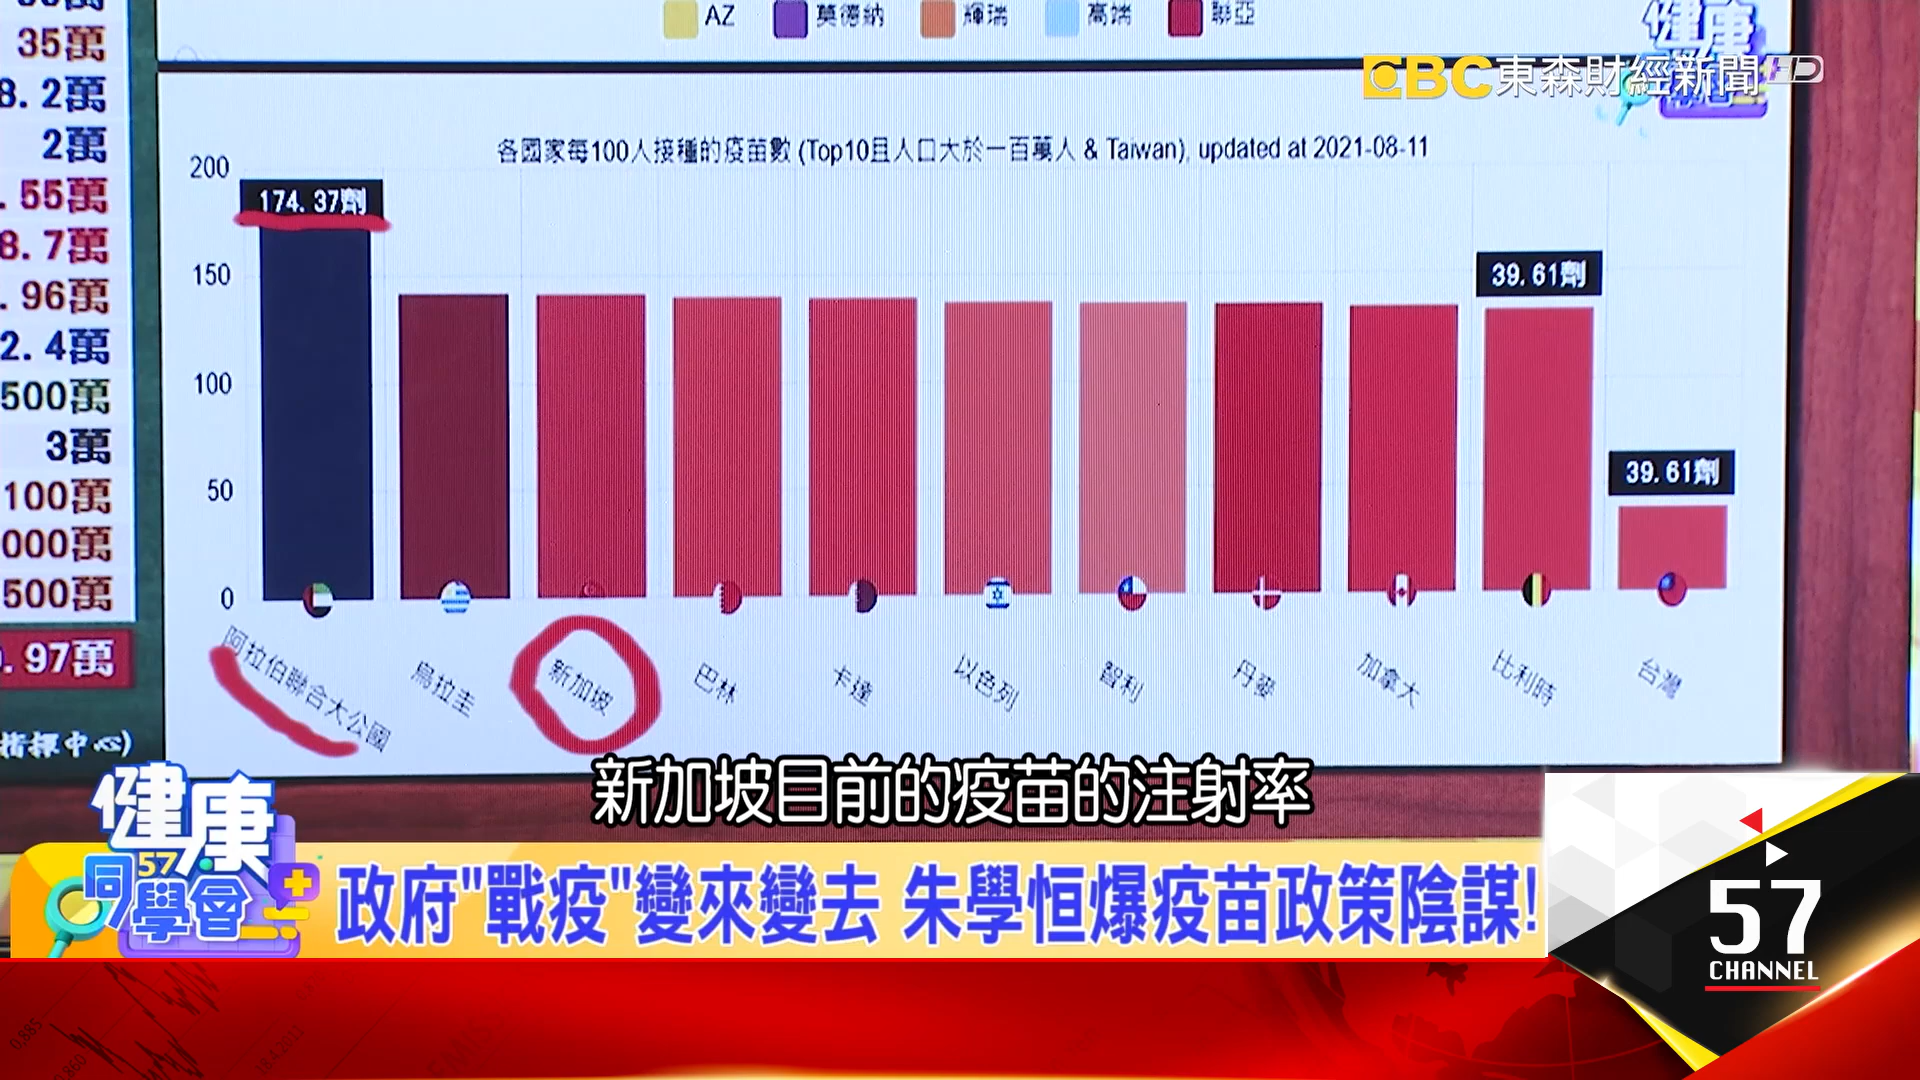 AZ 莫德納 輝瑞 高端 聯亞
健康
EBC 東森財經新聞 HD
35萬
8.2萬
2萬
.55萬
8.7萬
.96萬
2.4萬
500萬
3萬
100萬
000萬
500萬
.97萬
指揮中心)
各國家每100人接種的疫苗數 (Top10且人口大於一百萬人 & Taiwan), updated at 2021-08-11
200
150
100
50
0
174.37劑
39.61劑
39.61劑
阿拉伯聯合大公國
烏拉圭
新加坡
巴林
卡達
以色列
智利
丹麥
加拿大
比利時
台灣
新加坡目前的疫苗的注射率
健康
57
同學會
政府"戰疫"變來變去 朱學恒爆疫苗政策陰謀!
57
CHANNEL